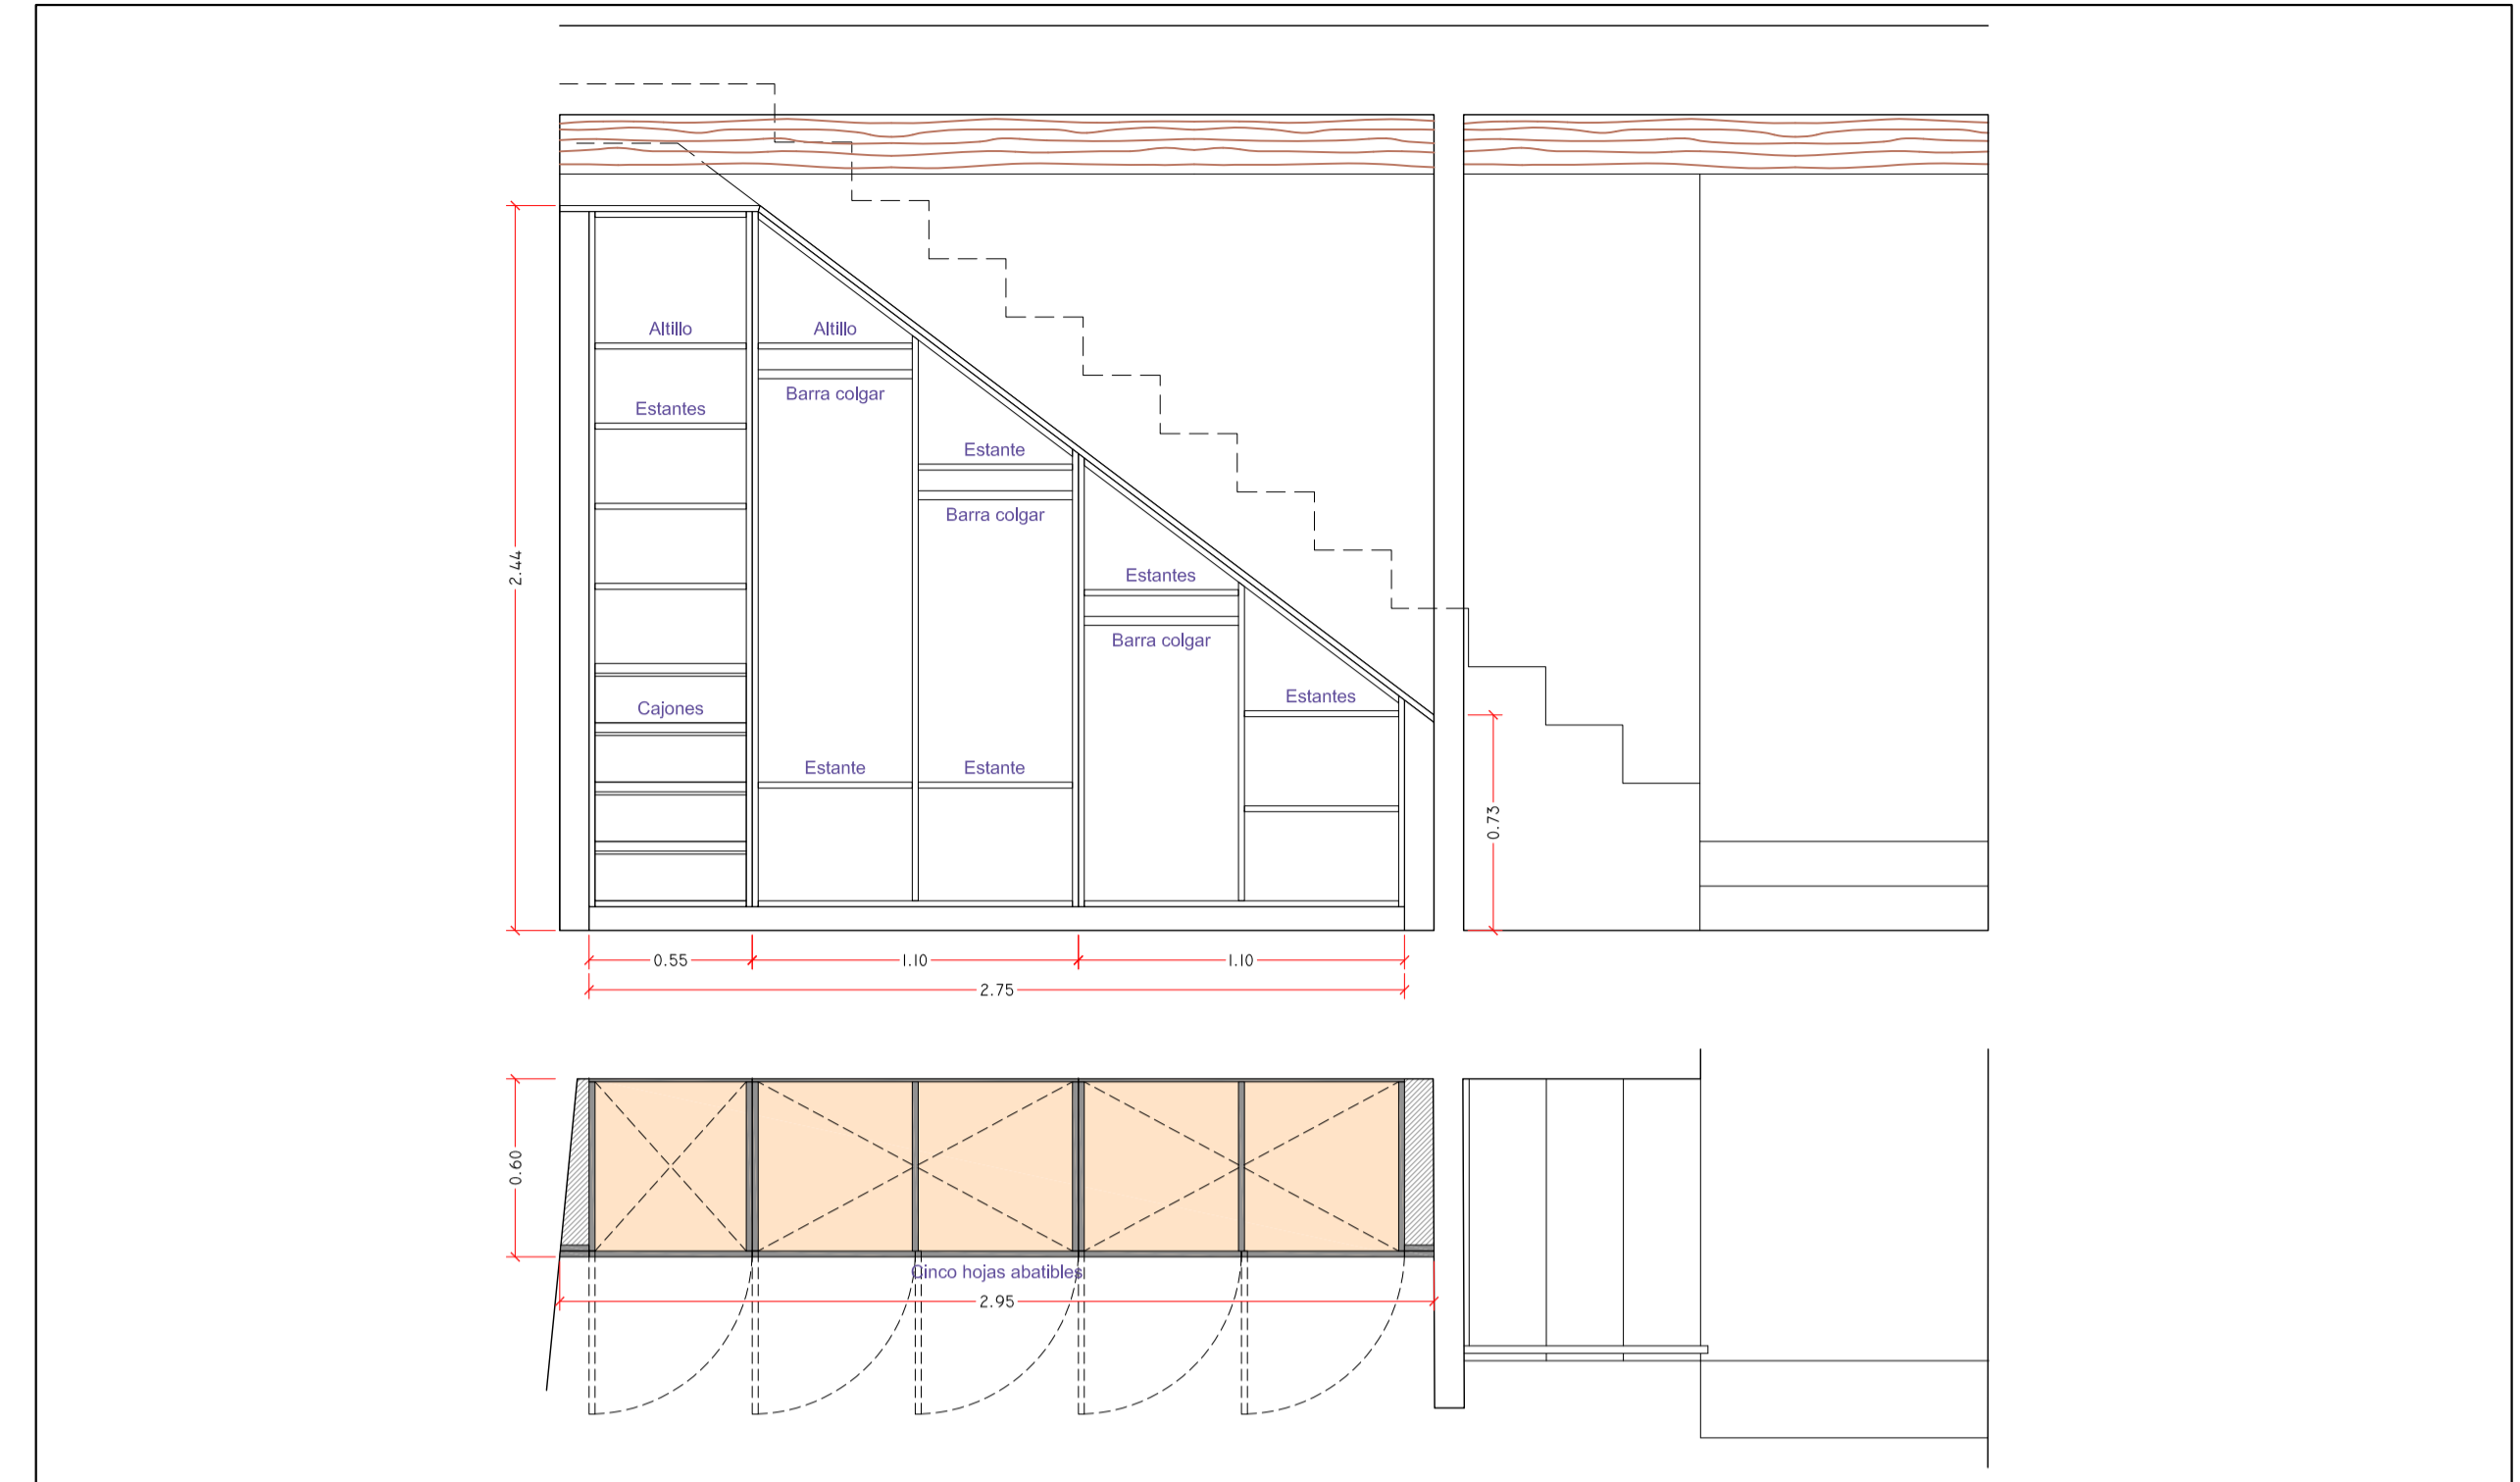 Altillo
Altillo
Barra colgar
Estantes
Estante
Barra colgar
2.44
Estantes
Barra colgar
Estantes
Cajones
Estante
Estante
0.73
0.55
1.10
1.10
2.75
0.60
Cinco hojas abatibles
2.95